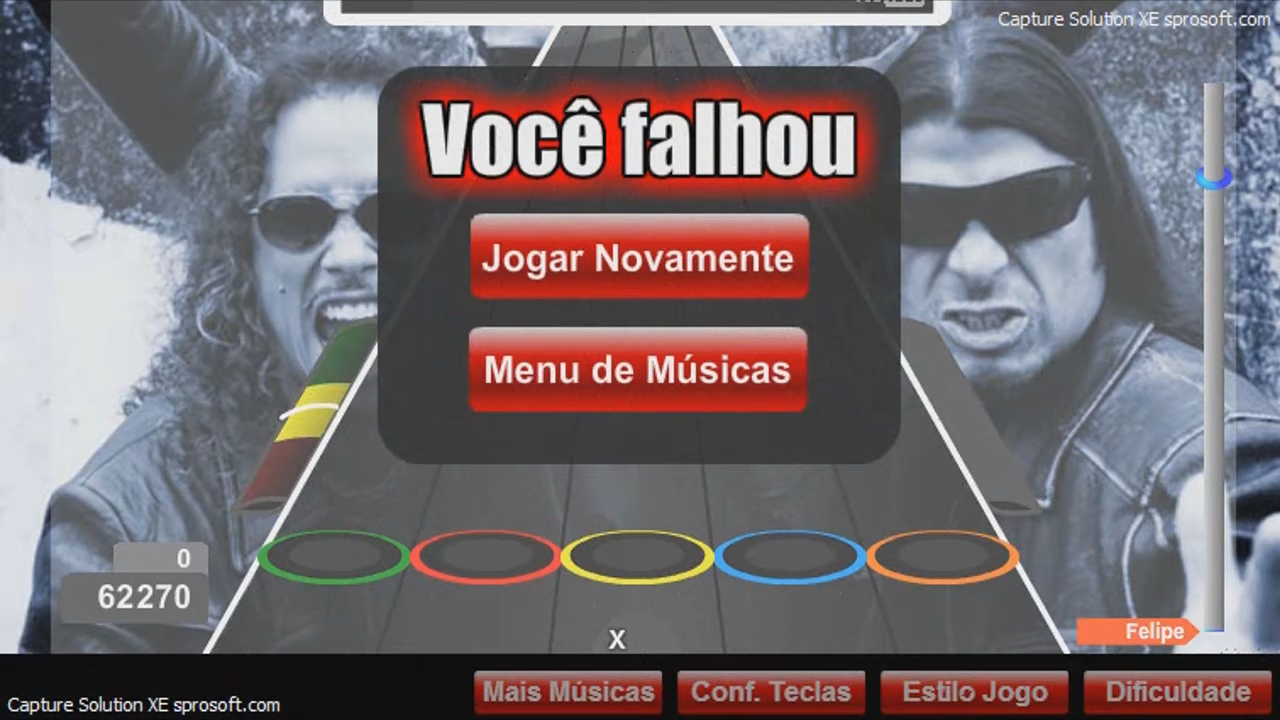 Capture Solution XE sprosoft.com
Você falhou
Jogar Novamente
Menu de Músicas
0
62270
X
Felipe
Mais Músicas
Conf. Teclas
Estilo Jogo
Dificuldade
Capture Solution XE sprosoft.com